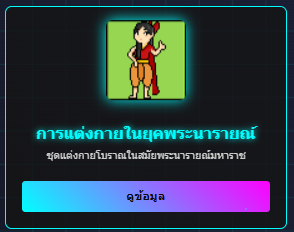 การแต่งกายในยุคพระนารายณ์
ชุดแต่งกายโบราณในสมัยพระนารายณ์มหาราช
ดูข้อมูล